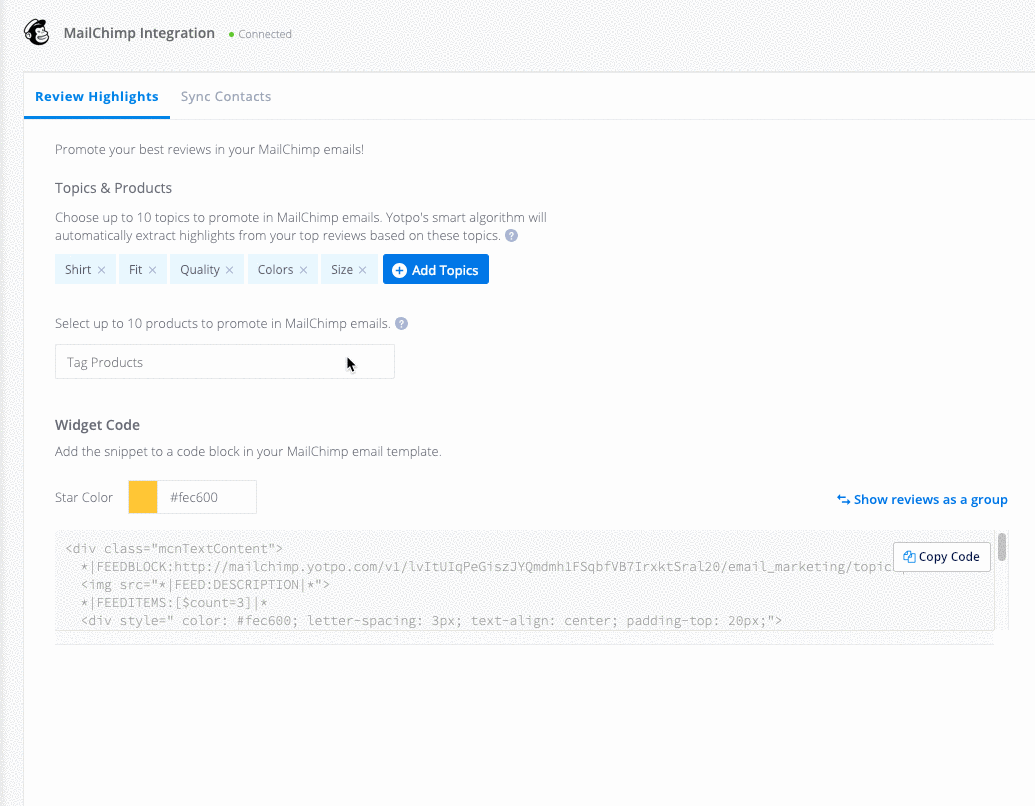 MailChimp Integration
Connected
Review Highlights
Sync Contacts
Promote your best reviews in your MailChimp emails!
Topics & Products
Choose up to 10 topics to promote in MailChimp emails. Yotpo's smart algorithm will
automatically extract highlights from your top reviews based on these topics. ?
Shirt × Fit × Quality × Colors × Size × Add Topics
Select up to 10 products to promote in MailChimp emails. ?
Tag Products
Widget Code
Add the snippet to a code block in your MailChimp email template.
Star Color #fec600
Show reviews as a group
<div class="mcnTextContent">
Copy Code
*|FEEDBLOCK:http://mailchimp.yotpo.com/v1/lvItUIqPeGiszJYQmdmh1FSqbfVB7IrxktSral20/email_marketing/topic
<img src="*|FEED:DESCRIPTION|*">
*|FEEDITEMS:[$count=3]|*
<div style=" color: #fec600; letter-spacing: 3px; text-align: center; padding-top: 20px;">